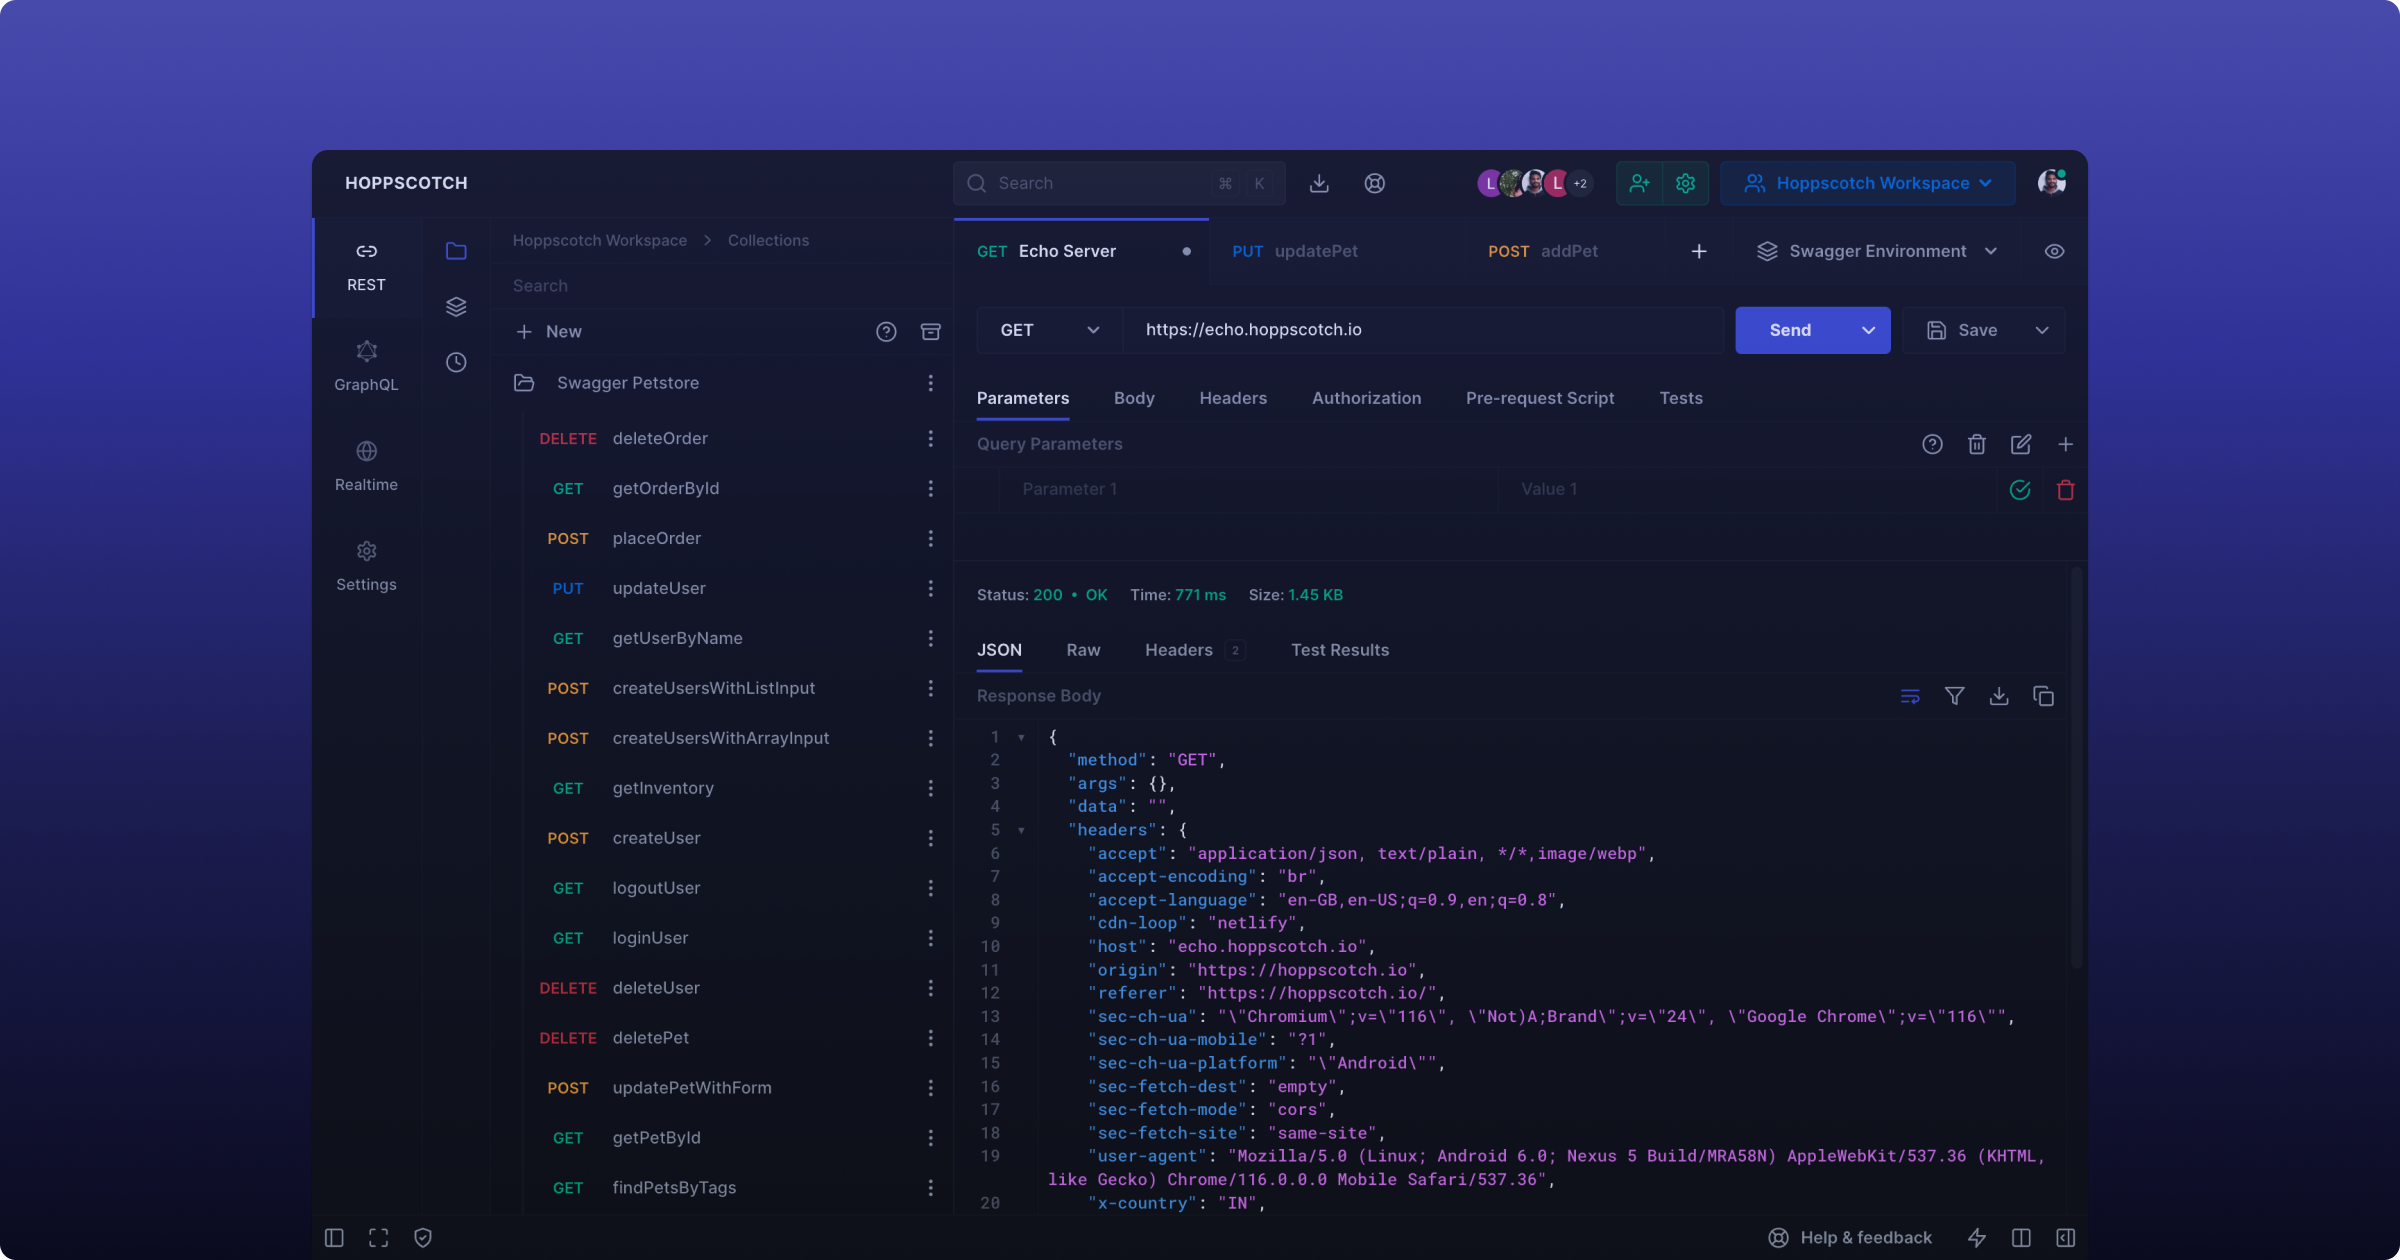 HOPPSCOTCH
Search ⌘ K
L L +2
Hoppscotch Workspace
REST
GraphQL
Realtime
Settings
Hoppscotch Workspace > Collections
Search
+ New
Swagger Petstore
DELETE deleteOrder
GET getOrderById
POST placeOrder
PUT updateUser
GET getUserByName
POST createUsersWithListInput
POST createUsersWithArrayInput
GET getInventory
POST createUser
GET logoutUser
GET loginUser
DELETE deleteUser
DELETE deletePet
POST updatePetWithForm
GET getPetById
GET findPetsByTags
GET Echo Server
PUT updatePet
POST addPet
Swagger Environment
GET https://echo.hoppscotch.io
Send
Save
Parameters Body Headers Authorization Pre-request Script Tests
Query Parameters
Parameter 1 Value 1
Status: 200 • OK Time: 771 ms Size: 1.45 KB
JSON Raw Headers 2 Test Results
Response Body
1 {
2 "method": "GET",
3 "args": {},
4 "data": "",
5 "headers": {
6 "accept": "application/json, text/plain, */*,image/webp",
7 "accept-encoding": "br",
8 "accept-language": "en-GB,en-US;q=0.9,en;q=0.8",
9 "cdn-loop": "netlify",
10 "host": "echo.hoppscotch.io",
11 "origin": "https://hoppscotch.io",
12 "referer": "https://hoppscotch.io/",
13 "sec-ch-ua": "\"Chromium\";v=\"116\", \"Not)A;Brand\";v=\"24\", \"Google Chrome\";v=\"116\"",
14 "sec-ch-ua-mobile": "?1",
15 "sec-ch-ua-platform": "\"Android\"",
16 "sec-fetch-dest": "empty",
17 "sec-fetch-mode": "cors",
18 "sec-fetch-site": "same-site",
19 "user-agent": "Mozilla/5.0 (Linux; Android 6.0; Nexus 5 Build/MRA58N) AppleWebKit/537.36 (KHTML,
like Gecko) Chrome/116.0.0.0 Mobile Safari/537.36",
20 "x-country": "IN",
Help & feedback